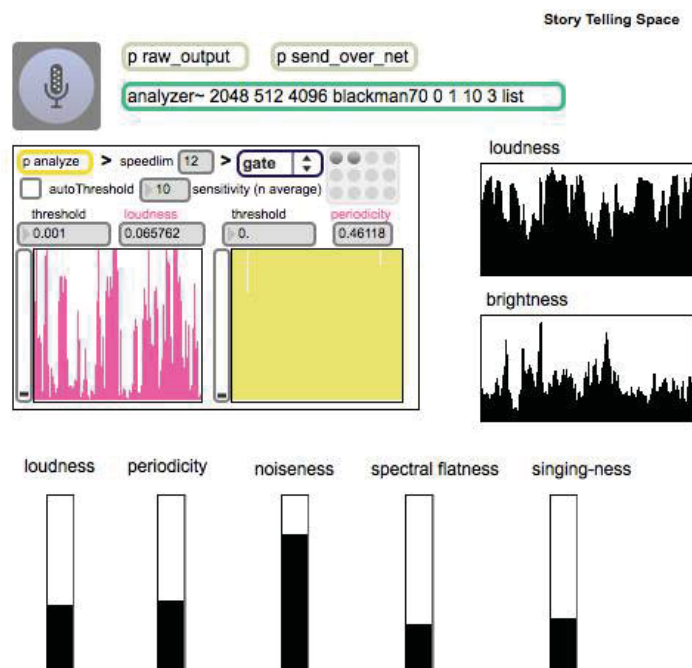 Story Telling Space
p raw_output p send_over_net
analyzer~ 2048 512 4096 blackman70 0 1 10 3 list
p analyze > speedlim 12 > gate
autoThreshold 10 sensitivity (n average)
threshold loudness threshold periodicity
0.001 0.065762 0. 0.46118
loudness
brightness
loudness periodicity noiseness spectral flatness singing-ness